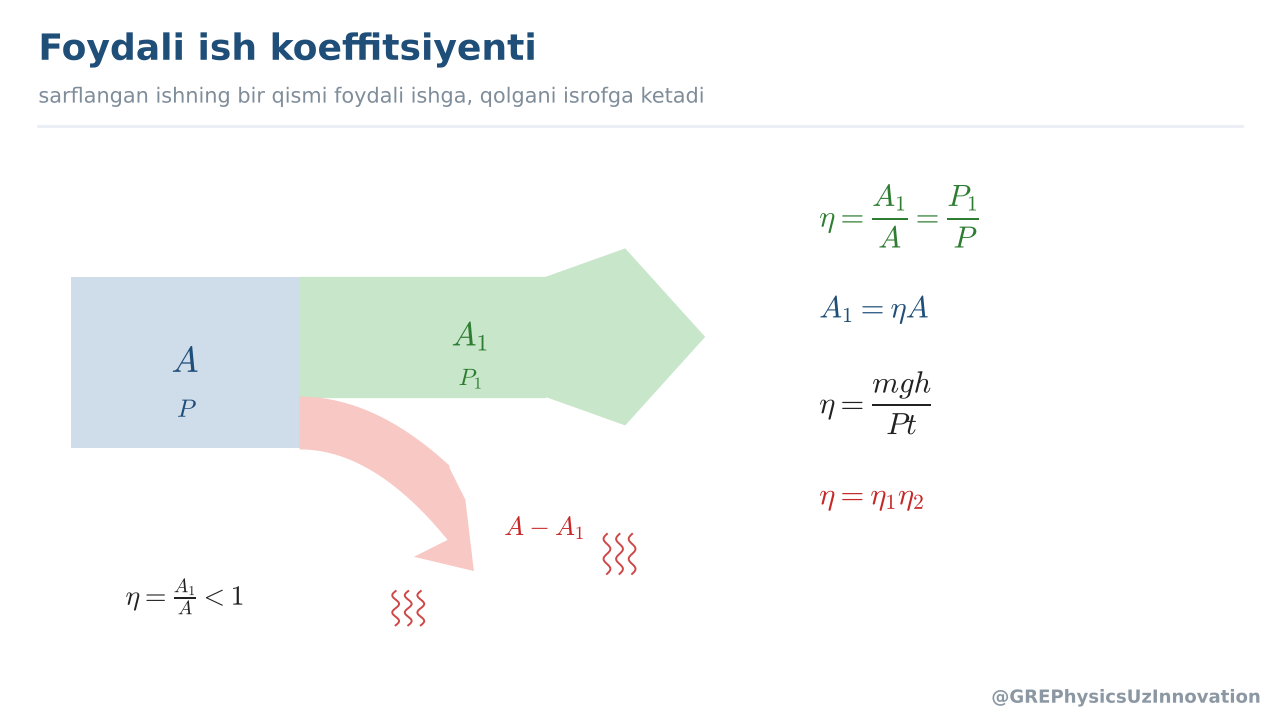 Foydali ish koeffitsiyenti
sarflangan ishning bir qismi foydali ishga, qolgani isrofga ketadi
η = A₁/A = P₁/P
A₁ = ηA
η = mgh/Pt
η = η₁η₂
A
P
A₁
P₁
A − A₁
η = A₁/A < 1
@GREPhysicsUzInnovation